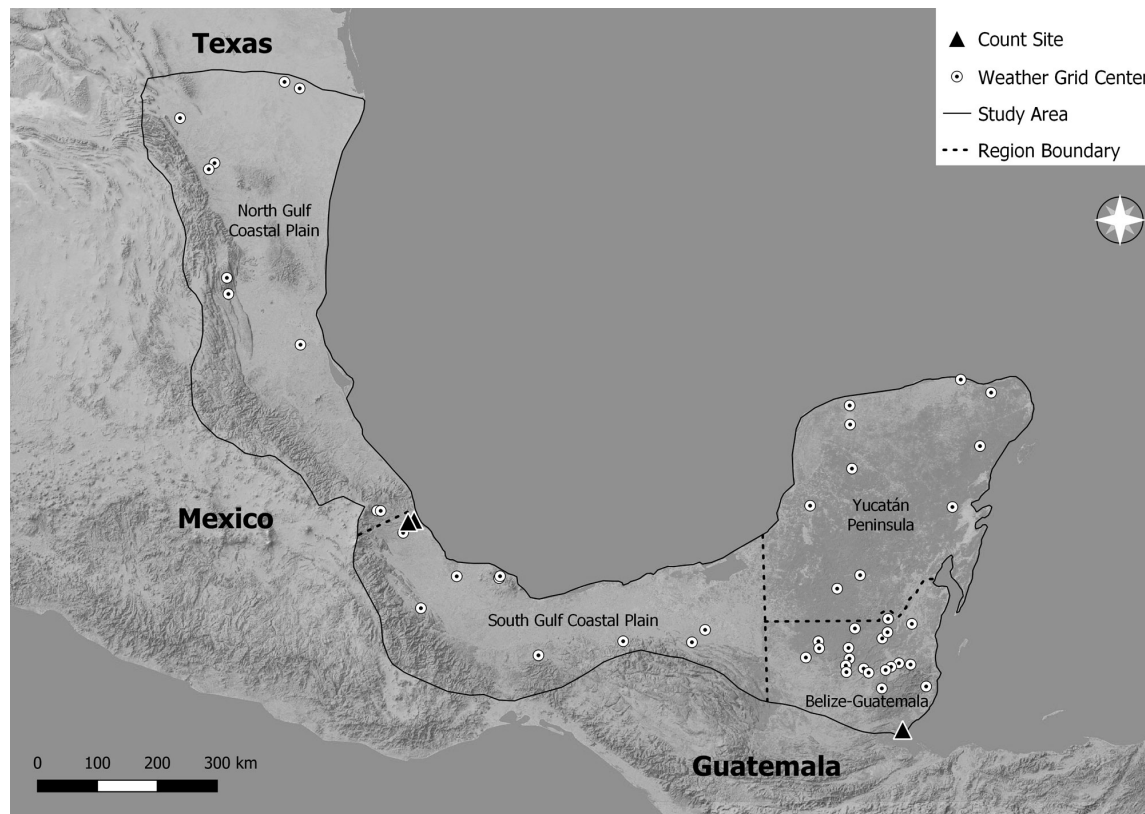 Texas
Count Site
Weather Grid Center
Study Area
Region Boundary
North Gulf
Coastal Plain
Mexico
Yucatán
Peninsula
South Gulf Coastal Plain
Belize-Guatemala
Guatemala
0 100 200 300 km